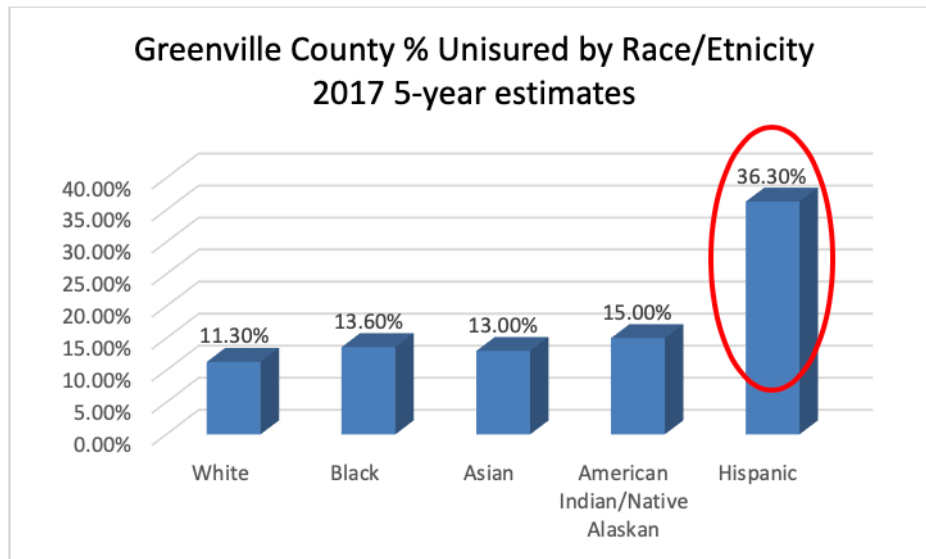 Greenville County % Unisured by Race/Etnicity
2017 5-year estimates
40.00%
35.00%
30.00%
25.00%
20.00%
15.00%
10.00%
5.00%
0.00%
11.30%
13.60%
13.00%
15.00%
36.30%
White
Black
Asian
American
Indian/Native
Alaskan
Hispanic